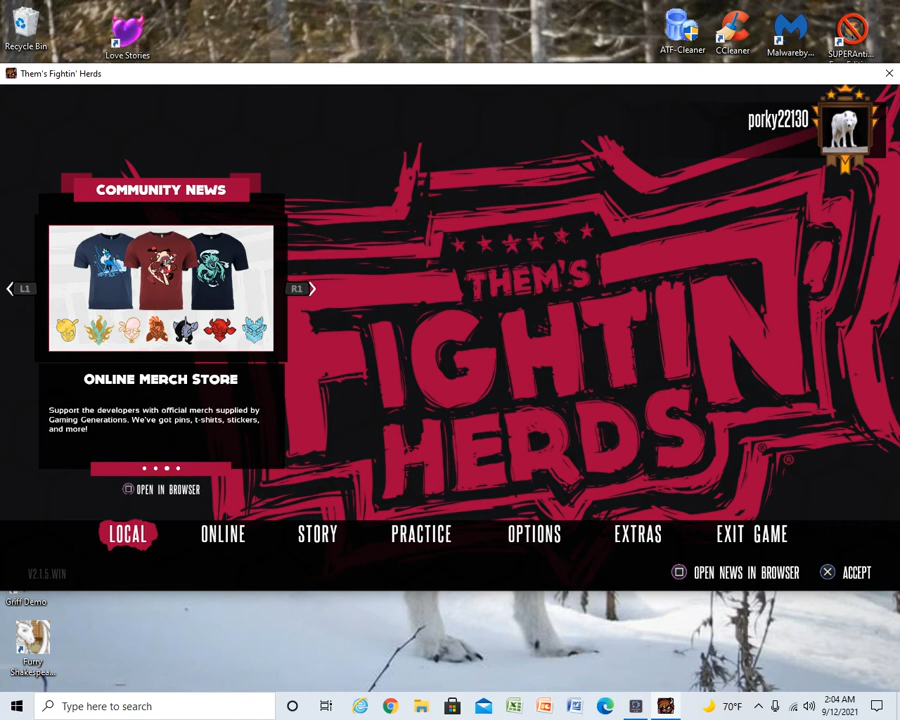 Recycle Bin
Love Stories
ATF-Cleaner
CCleaner
Malwareby...
SUPERAnti...
Them's Fightin' Herds
porky22130
COMMUNITY NEWS
L1
R1
ONLINE MERCH STORE
Support the developers with official merch supplied by
Gaming Generations. We've got pins, t-shirts, stickers,
and more!
OPEN IN BROWSER
THEM'S
FIGHTIN
HERDS
®
LOCAL
ONLINE
STORY
PRACTICE
OPTIONS
EXTRAS
EXIT GAME
V2.1.5.WIN
OPEN NEWS IN BROWSER
ACCEPT
Griff Demo
Furry
Shakespea...
Type here to search
70°F
2:04 AM
9/12/2021